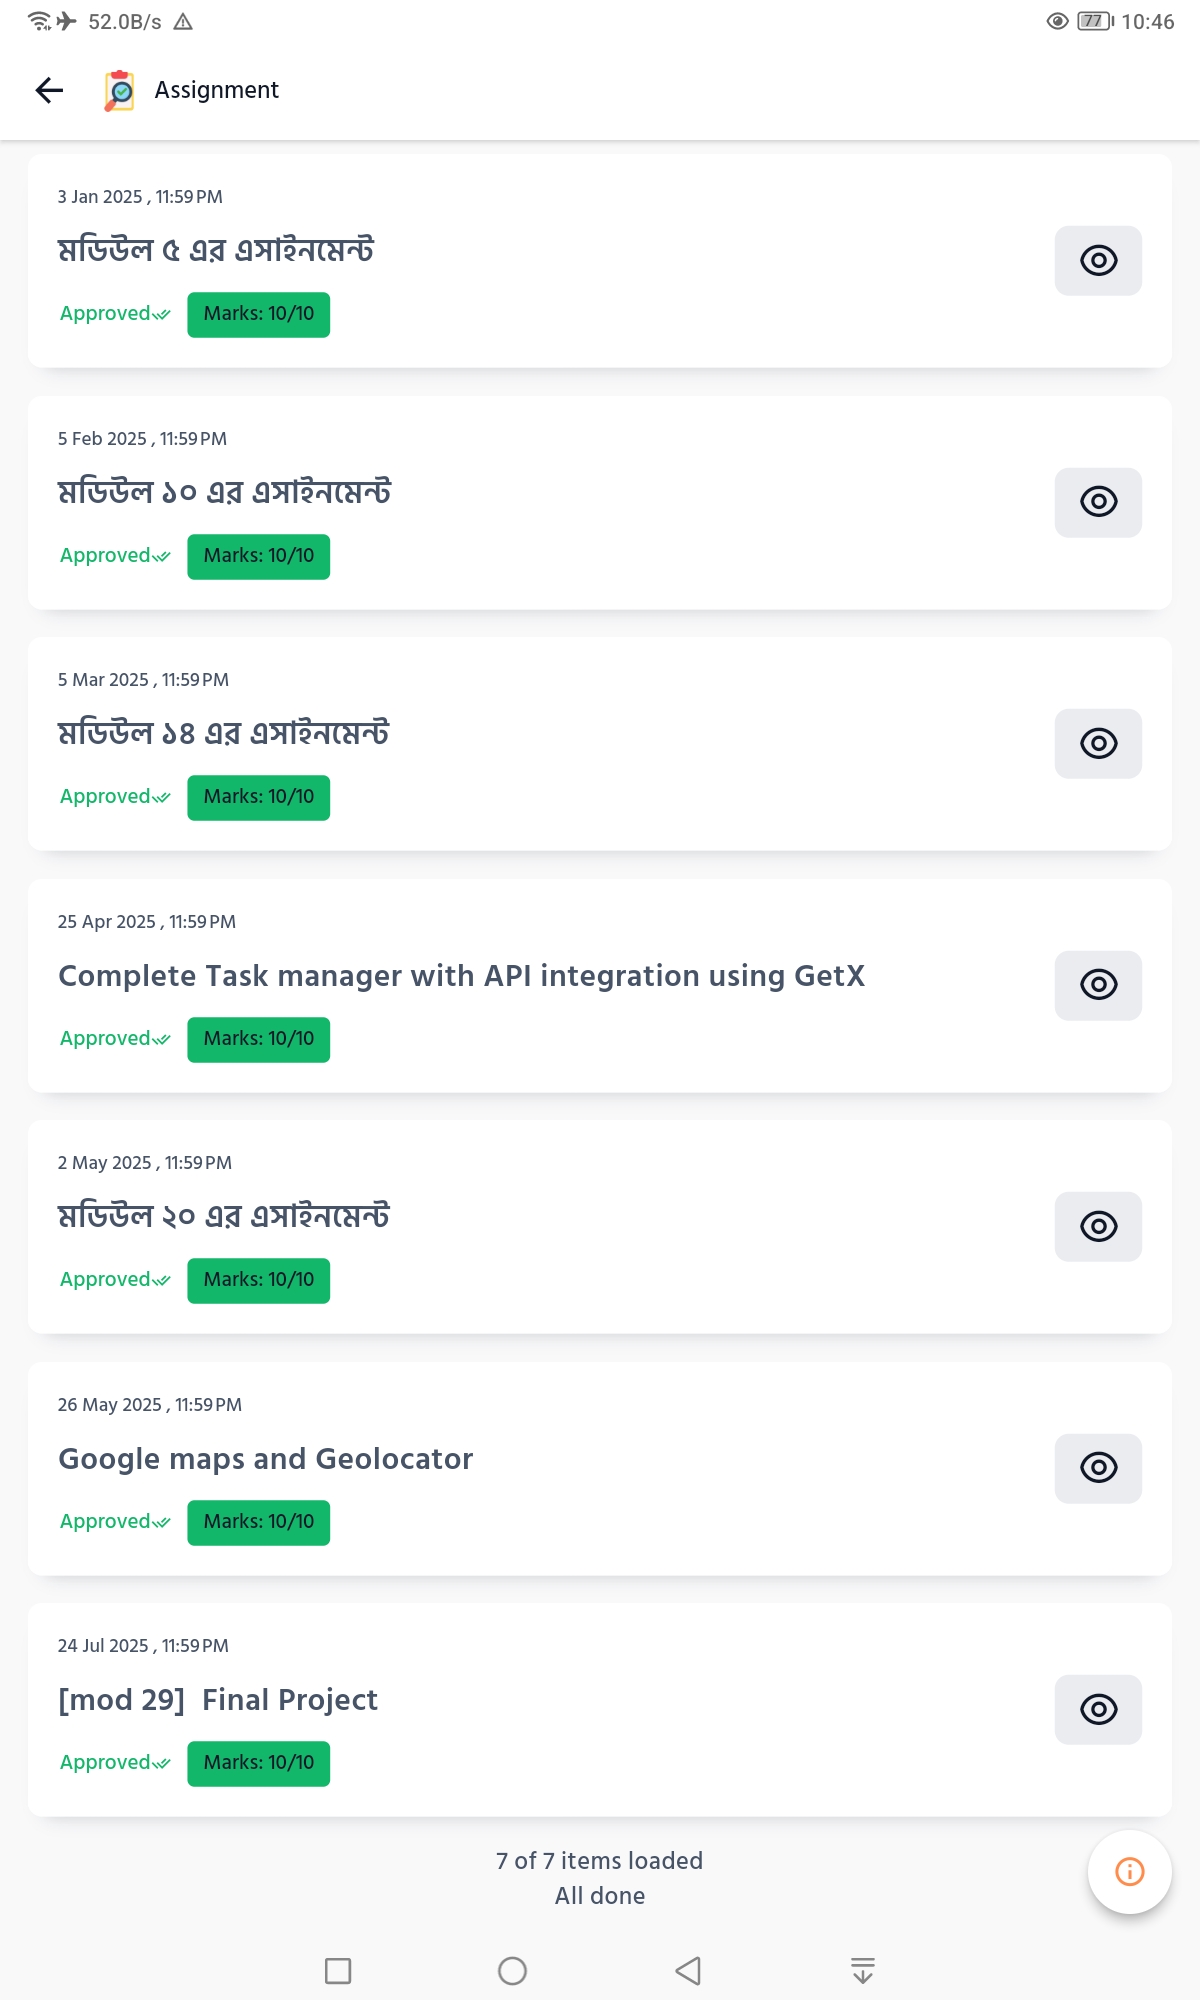 52.0B/s 77 10:46
Assignment
3 Jan 2025 , 11:59 PM
মডিউল ৫ এর এসাইনমেন্ট
Approved Marks: 10/10
5 Feb 2025 , 11:59 PM
মডিউল ১০ এর এসাইনমেন্ট
Approved Marks: 10/10
5 Mar 2025 , 11:59 PM
মডিউল ১৪ এর এসাইনমেন্ট
Approved Marks: 10/10
25 Apr 2025 , 11:59 PM
Complete Task manager with API integration using GetX
Approved Marks: 10/10
2 May 2025 , 11:59 PM
মডিউল ২০ এর এসাইনমেন্ট
Approved Marks: 10/10
26 May 2025 , 11:59 PM
Google maps and Geolocator
Approved Marks: 10/10
24 Jul 2025 , 11:59 PM
[mod 29]  Final Project
Approved Marks: 10/10
7 of 7 items loaded
All done